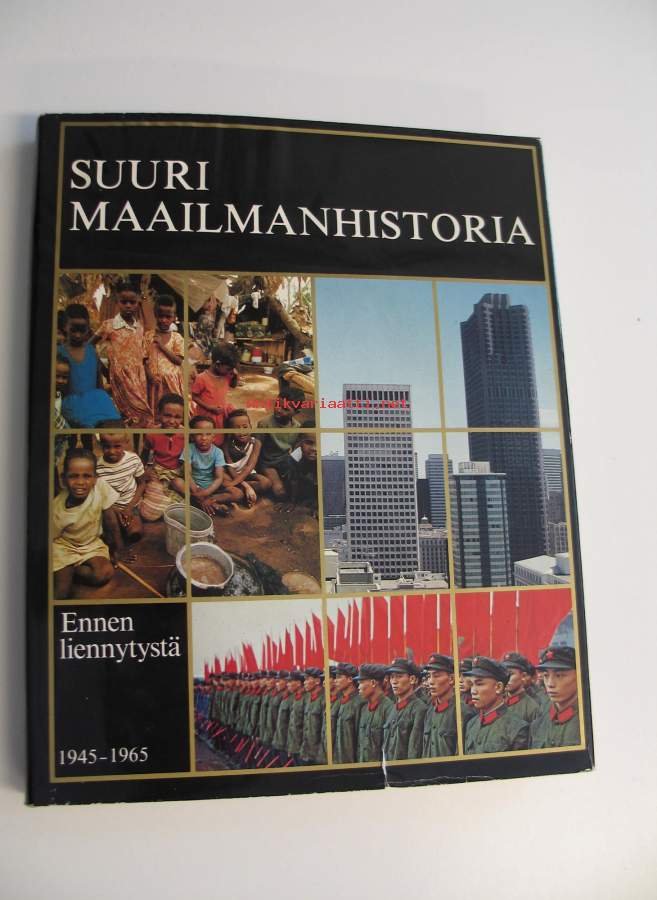 SUURI
MAAILMANHISTORIA
antikvariaatti.net
Ennen
liennytystä
1945-1965